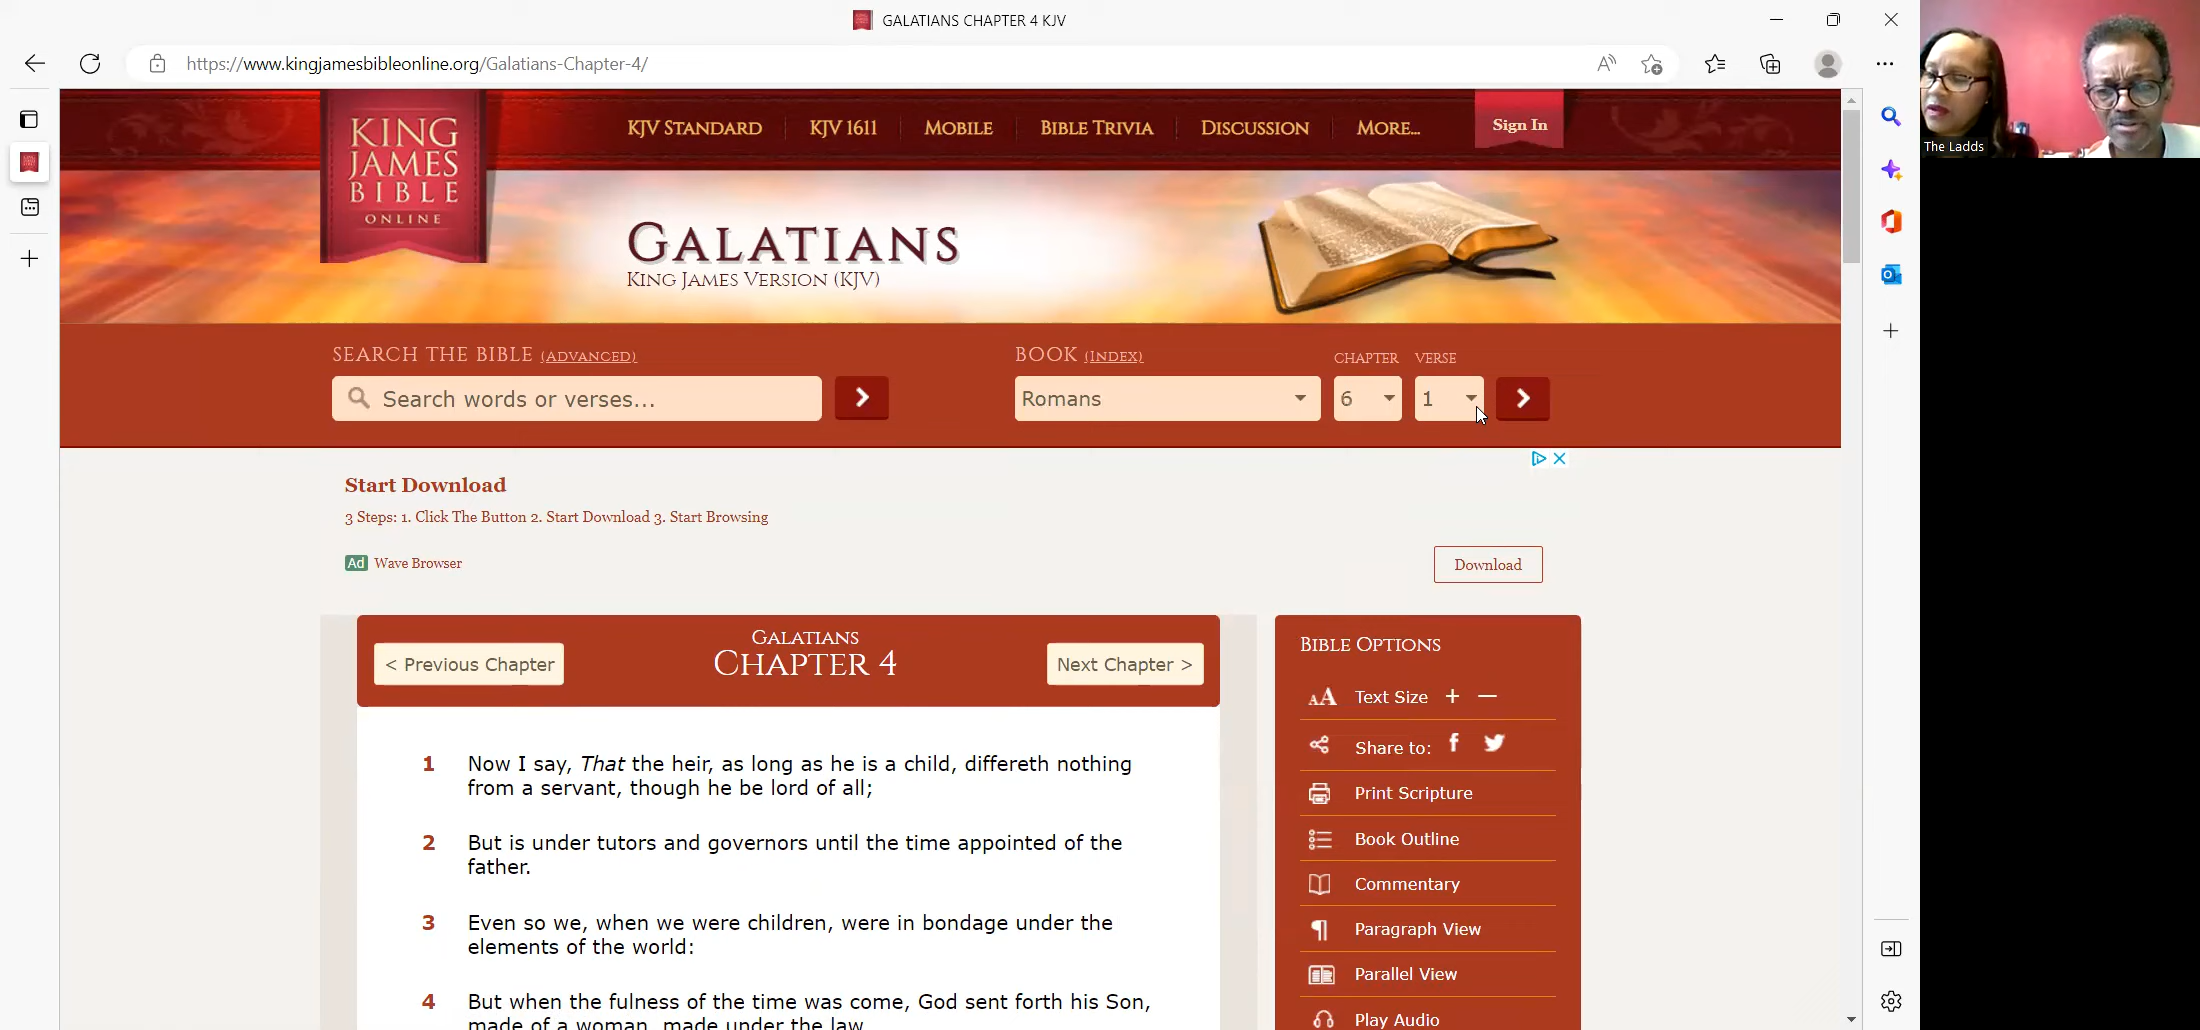 GALATIANS CHAPTER 4 KJV
https://www.kingjamesbibleonline.org/Galatians-Chapter-4/
The Ladds
KING
JAMES
BIBLE
ONLINE
KJV STANDARD
KJV 1611
MOBILE
BIBLE TRIVIA
DISCUSSION
MORE...
Sign In
GALATIANS
KING JAMES VERSION (KJV)
SEARCH THE BIBLE (ADVANCED)
Search words or verses...
BOOK (INDEX)
CHAPTER
VERSE
Romans
6
1
Start Download
3 Steps: 1. Click The Button 2. Start Download 3. Start Browsing
Ad Wave Browser
Download
< Previous Chapter
GALATIANS
CHAPTER 4
Next Chapter >
1 Now I say, That the heir, as long as he is a child, differeth nothing
from a servant, though he be lord of all;
2 But is under tutors and governors until the time appointed of the
father.
3 Even so we, when we were children, were in bondage under the
elements of the world:
4 But when the fulness of the time was come, God sent forth his Son,
made of a woman, made under the law,
BIBLE OPTIONS
AA Text Size + −
Share to:
Print Scripture
Book Outline
Commentary
Paragraph View
Parallel View
Play Audio